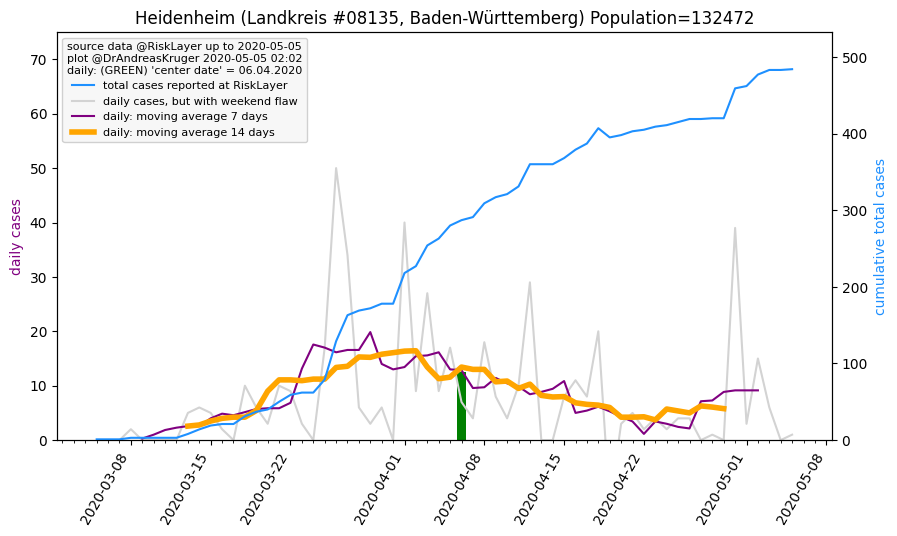 Heidenheim (Landkreis #08135, Baden-Württemberg) Population=132472
source data @RiskLayer up to 2020-05-05
plot @DrAndreasKruger 2020-05-05 02:02
daily: (GREEN) 'center date' = 06.04.2020
total cases reported at RiskLayer
daily cases, but with weekend flaw
daily: moving average 7 days
daily: moving average 14 days
daily cases
70
60
50
40
30
20
10
0
cumulative total cases
500
400
300
200
100
0
2020-03-08
2020-03-15
2020-03-22
2020-04-01
2020-04-08
2020-04-15
2020-04-22
2020-05-01
2020-05-08